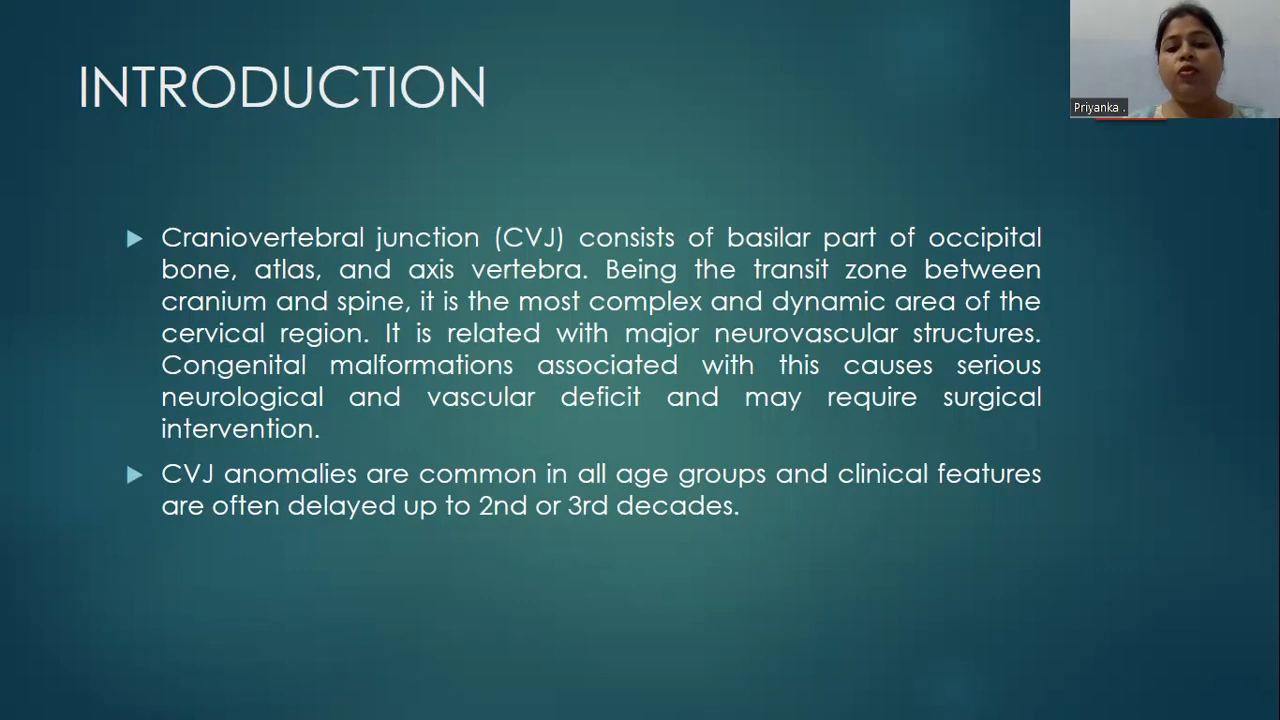 INTRODUCTION
Priyanka .
Craniovertebral junction (CVJ) consists of basilar part of occipital
bone, atlas, and axis vertebra. Being the transit zone between
cranium and spine, it is the most complex and dynamic area of the
cervical region. It is related with major neurovascular structures.
Congenital malformations associated with this causes serious
neurological and vascular deficit and may require surgical
intervention.
CVJ anomalies are common in all age groups and clinical features
are often delayed up to 2nd or 3rd decades.